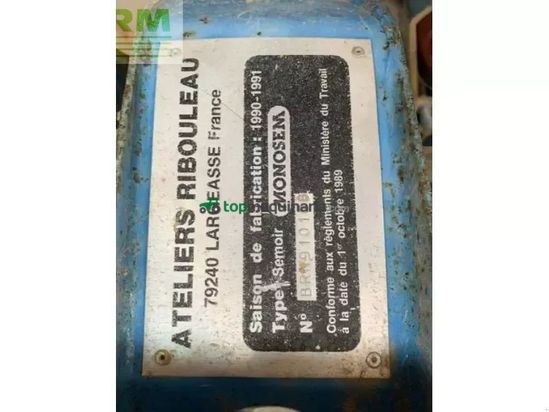 RM
ATELIERS RIBOULEAU
79240 LARGEASSE France
Saison de fabrication : 1990-1991
Type : Semoir MONOSEM
N°
Conforme aux règlements du Ministère du Travail
à la date du 1er octobre 1989